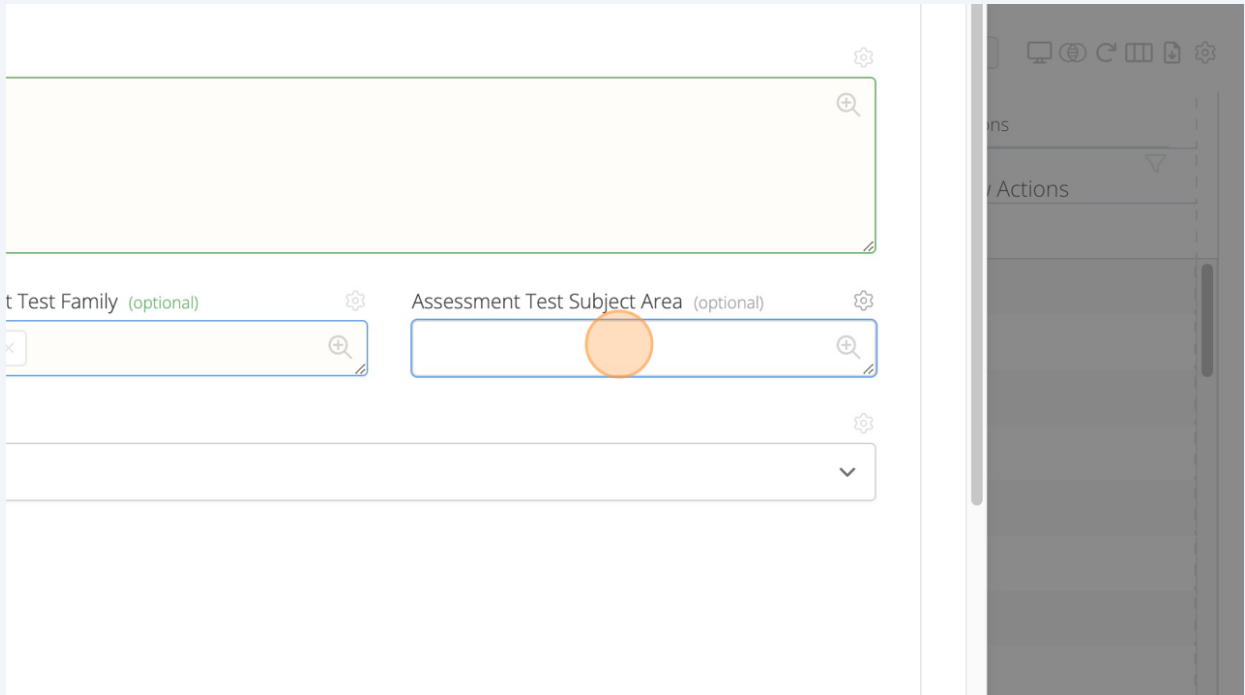 ons
Actions
t Test Family (optional)
Assessment Test Subject Area (optional)